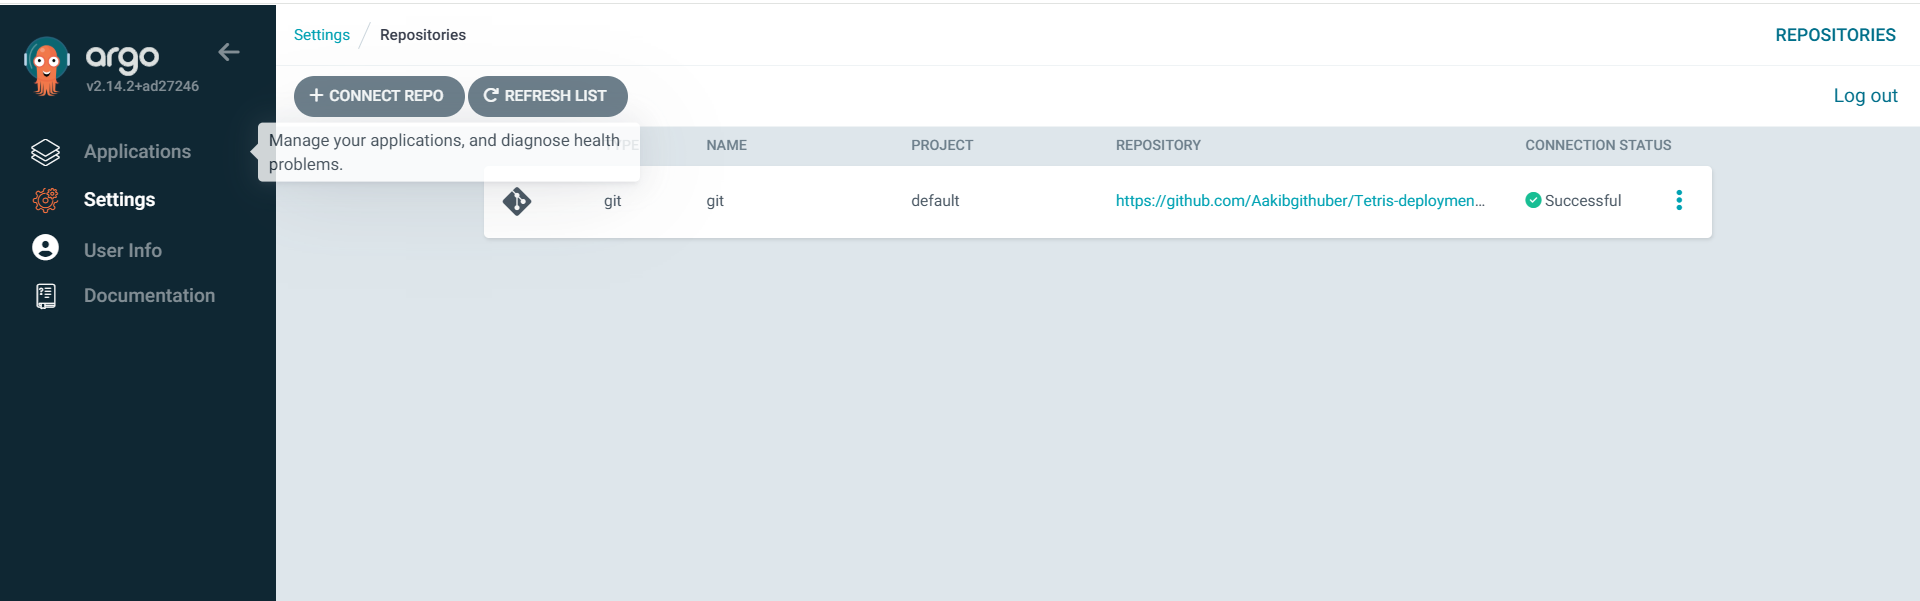 Settings / Repositories
REPOSITORIES
argo
v2.14.2+ad27246
+ CONNECT REPO
REFRESH LIST
Log out
Applications
Manage your applications, and diagnose health
problems.
TYPE NAME PROJECT REPOSITORY CONNECTION STATUS
git git default https://github.com/Aakibgithuber/Tetris-deploymen... Successful
Settings
User Info
Documentation